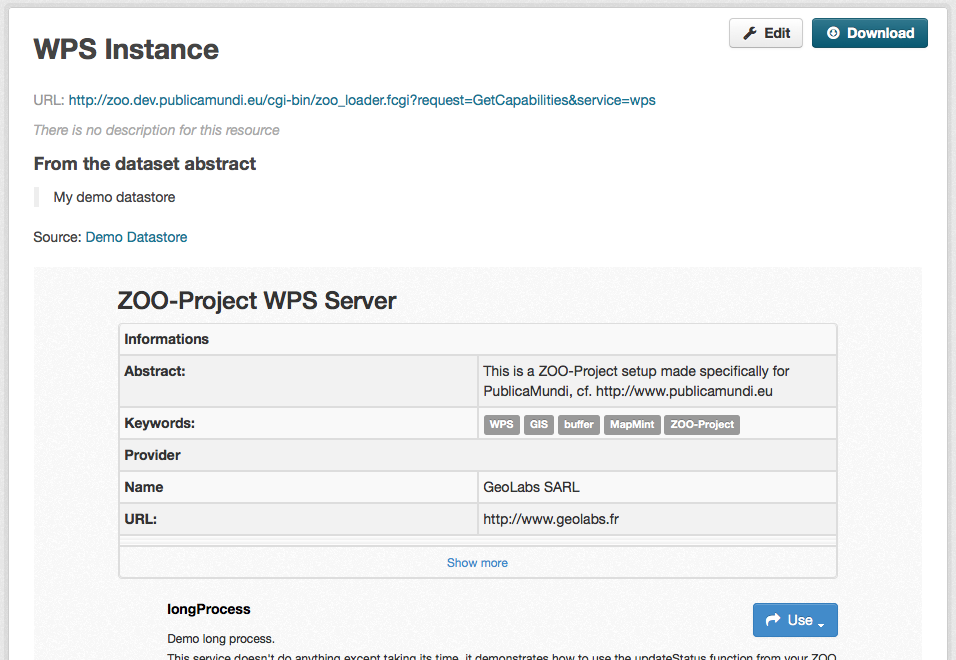 WPS Instance
Edit
Download
URL: http://zoo.dev.publicamundi.eu/cgi-bin/zoo_loader.fcgi?request=GetCapabilities&service=wps
There is no description for this resource
From the dataset abstract
My demo datastore
Source: Demo Datastore
ZOO-Project WPS Server
Informations
Abstract:
This is a ZOO-Project setup made specifically for
PublicaMundi, cf. http://www.publicamundi.eu
Keywords:
WPS GIS buffer MapMint ZOO-Project
Provider
Name
GeoLabs SARL
URL:
http://www.geolabs.fr
Show more
longProcess
Use
Demo long process.
This service doesn't do anything except taking its time, it demonstrates how to use the updateStatus function from your ZOO